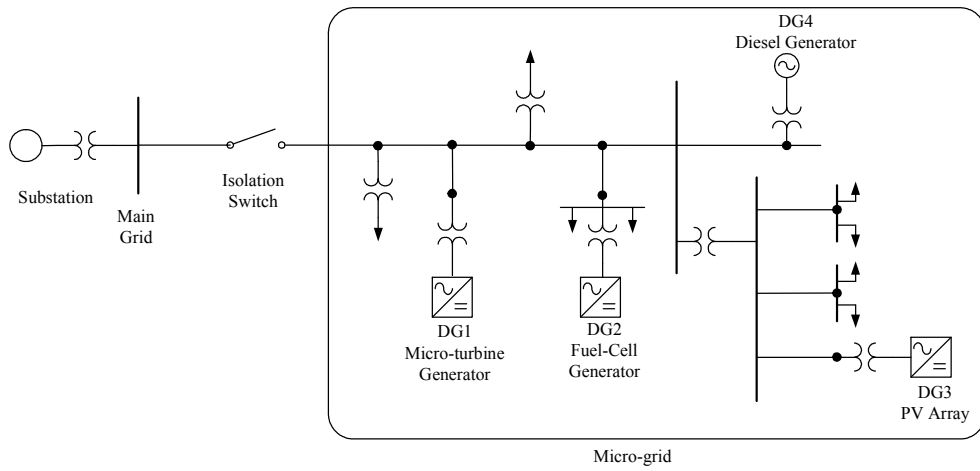 DG4
Diesel Generator
Substation
Main
Grid
Isolation
Switch
DG1
Micro-turbine
Generator
DG2
Fuel-Cell
Generator
DG3
PV Array
Micro-grid